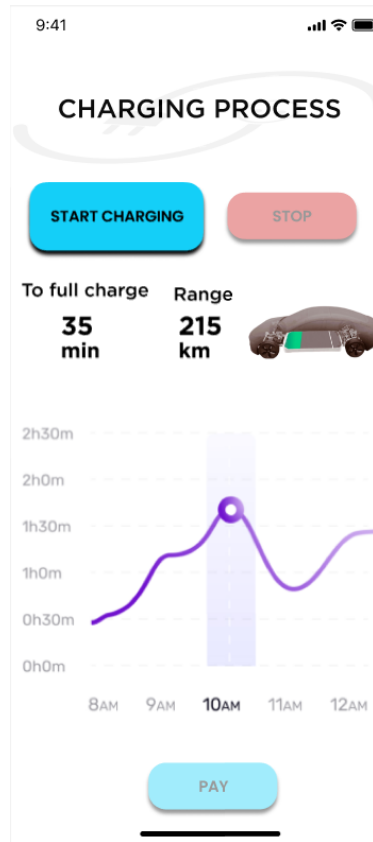 9:41
CHARGING PROCESS
START CHARGING
STOP
To full charge
Range
35
min
215
km
2h30m
2h0m
1h30m
1h0m
0h30m
0h0m
8AM 9AM 10AM 11AM 12AM
PAY